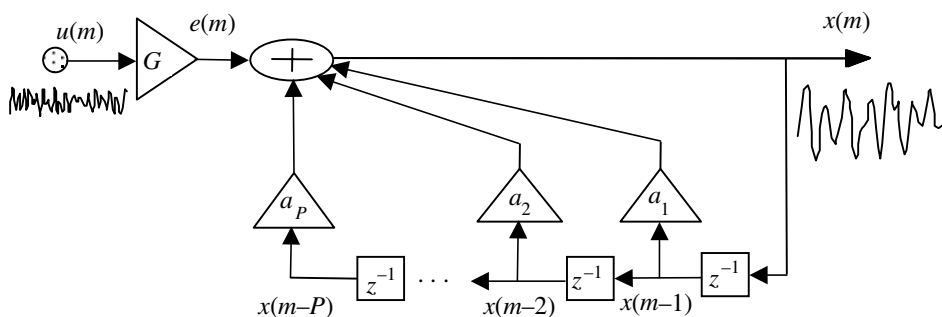 u(m)
e(m)
x(m)
G
+
a_P
a_2
a_1
z^{-1}
. . .
z^{-1}
z^{-1}
x(m–P)
x(m–2)
x(m–1)